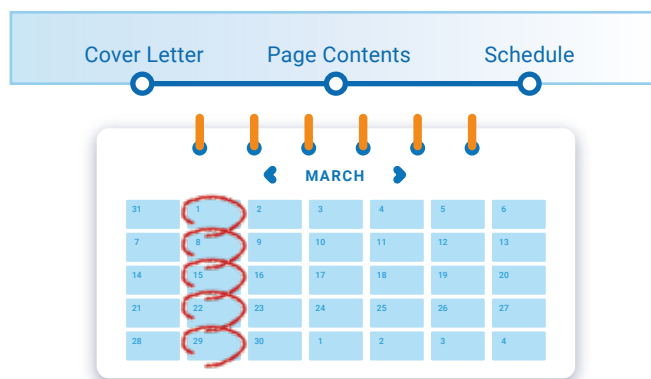 Cover Letter Page Contents Schedule
MARCH
31 1 2 3 4 5 6
7 8 9 10 11 12 13
14 15 16 17 18 19 20
21 22 23 24 25 26 27
28 29 30 1 2 3 4